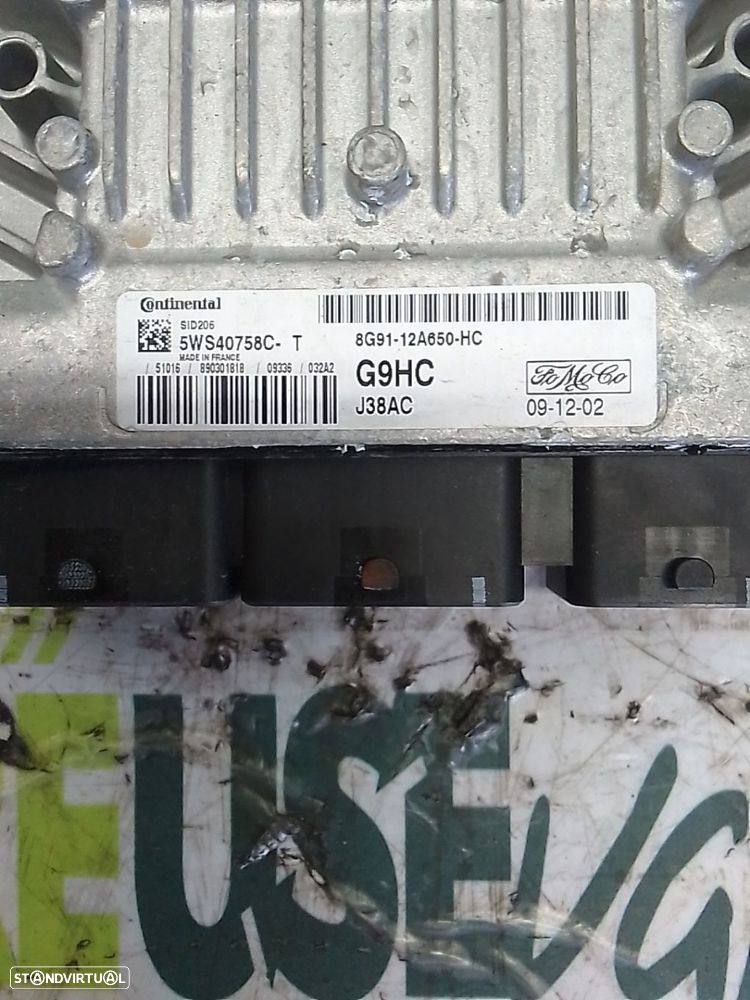 Continental
SID206
5WS40758C- T
MADE IN FRANCE
/ 51016 / 890301818 / 09336 / 032A2
8G91-12A650-HC
G9HC
J38AC
FoMoCo
09-12-02
USE
STANDVIRTUAL